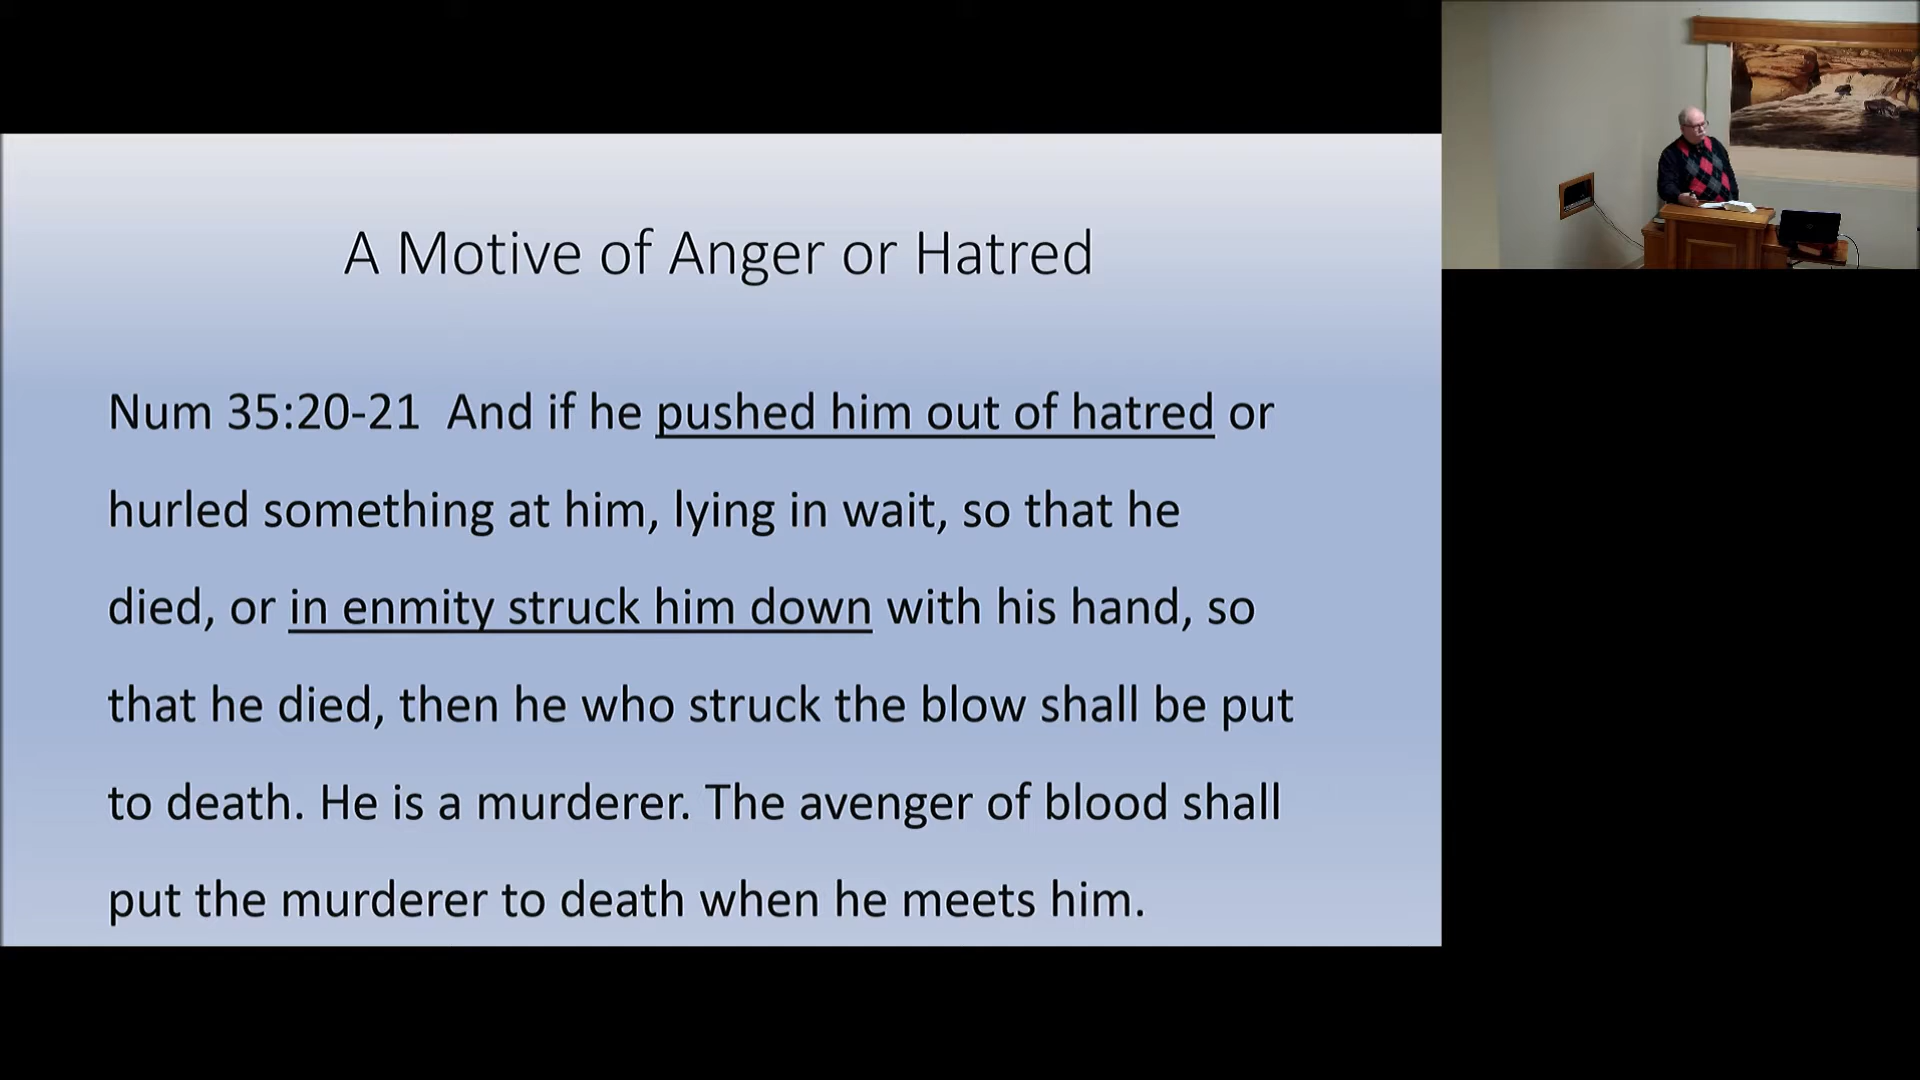 A Motive of Anger or Hatred
Num 35:20-21  And if he pushed him out of hatred or
hurled something at him, lying in wait, so that he
died, or in enmity struck him down with his hand, so
that he died, then he who struck the blow shall be put
to death. He is a murderer. The avenger of blood shall
put the murderer to death when he meets him.